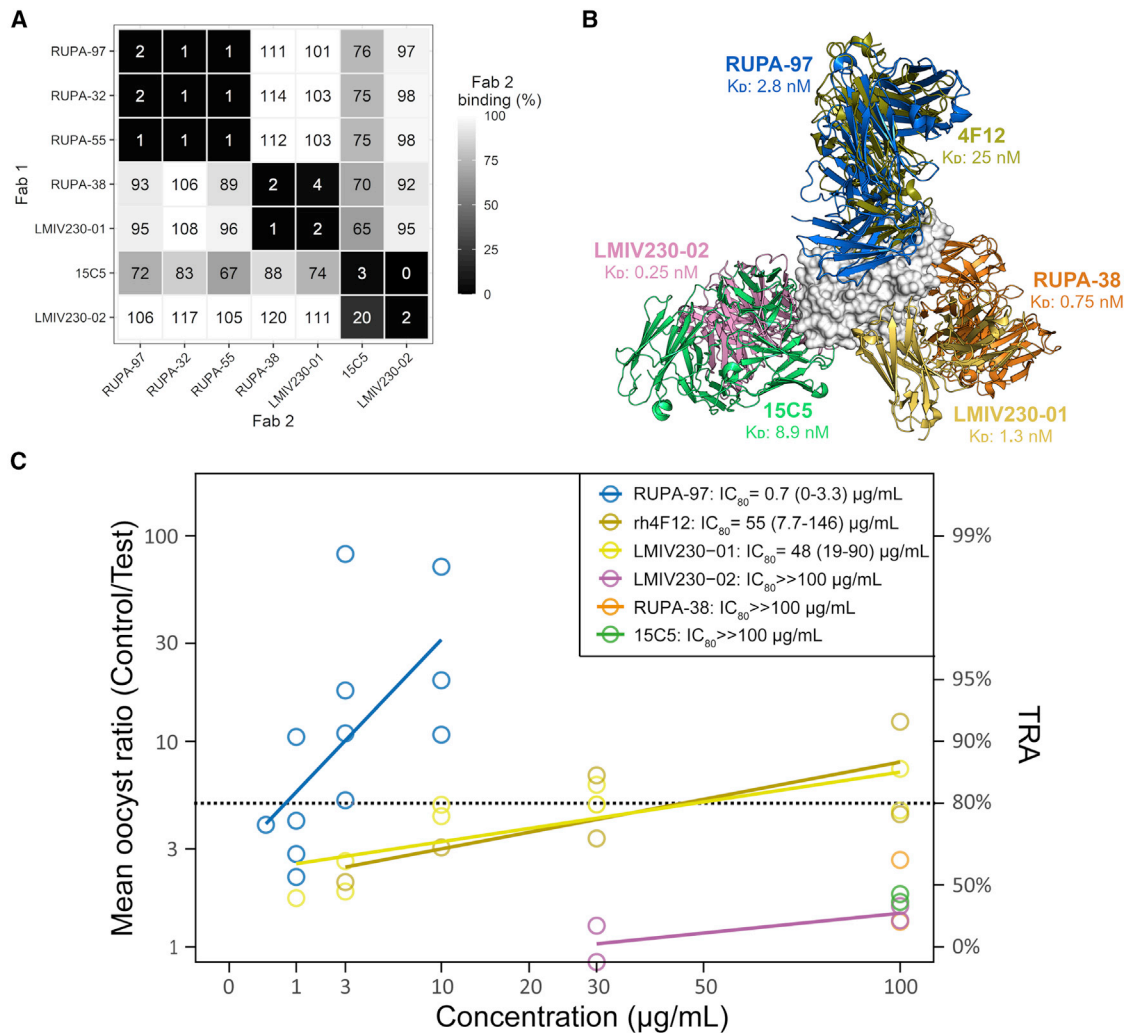 A
RUPA-97 2 1 1 111 101 76 97
RUPA-32 2 1 1 114 103 75 98
RUPA-55 1 1 1 112 103 75 98
RUPA-38 93 106 89 2 4 70 92
LMIV230-01 95 108 96 1 2 65 95
15C5 72 83 67 88 74 3 0
LMIV230-02 106 117 105 120 111 20 2
RUPA-97 RUPA-32 RUPA-55 RUPA-38 LMIV230-01 15C5 LMIV230-02
Fab 1
Fab 2
Fab 2
binding (%)
100
75
50
25
0
B
RUPA-97
KD: 2.8 nM
4F12
KD: 25 nM
LMIV230-02
KD: 0.25 nM
RUPA-38
KD: 0.75 nM
15C5
KD: 8.9 nM
LMIV230-01
KD: 1.3 nM
C
Mean oocyst ratio (Control/Test)
100
30
10
3
1
RUPA-97: IC80= 0.7 (0-3.3) µg/mL
rh4F12: IC80= 55 (7.7-146) µg/mL
LMIV230−01: IC80= 48 (19-90) µg/mL
LMIV230−02: IC80>>100 µg/mL
RUPA-38: IC80>>100 µg/mL
15C5: IC80>>100 µg/mL
99%
95%
90%
80%
50%
0%
TRA
0 1 3 10 20 30 50 100
Concentration (µg/mL)